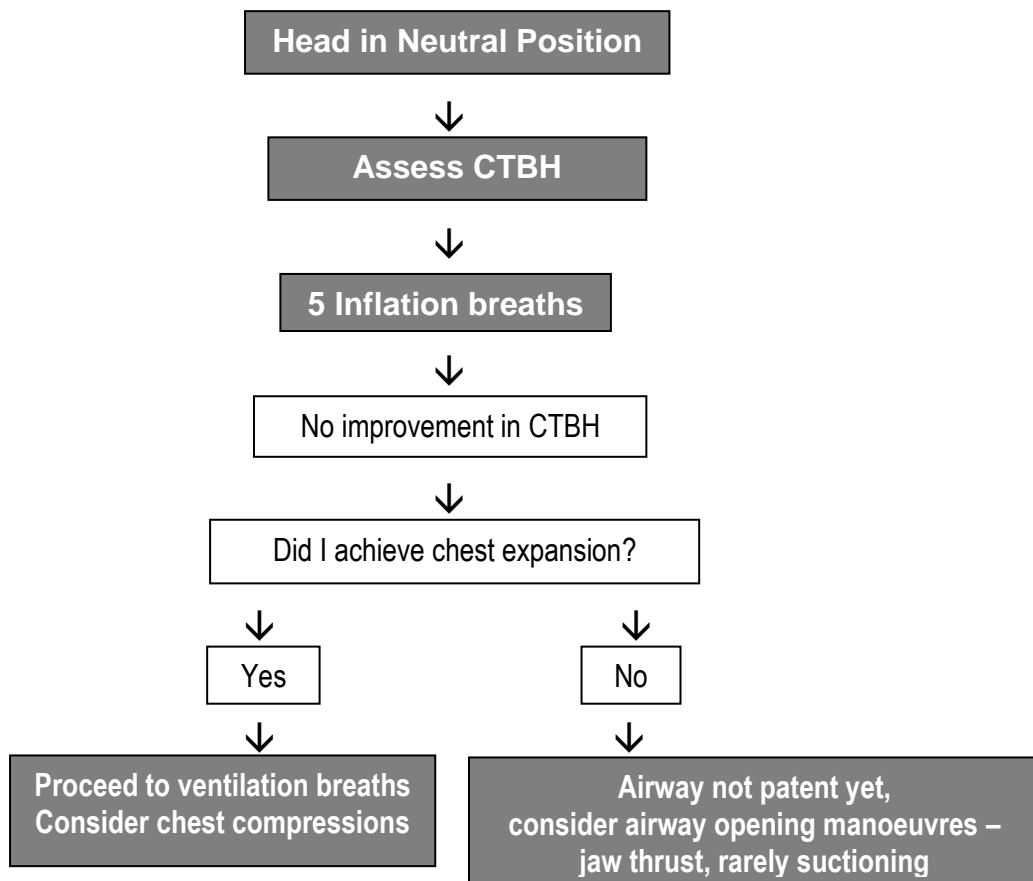 Head in Neutral Position
Assess CTBH
5 Inflation breaths
No improvement in CTBH
Did I achieve chest expansion?
Yes
No
Proceed to ventilation breaths
Consider chest compressions
Airway not patent yet,
consider airway opening manoeuvres –
jaw thrust, rarely suctioning